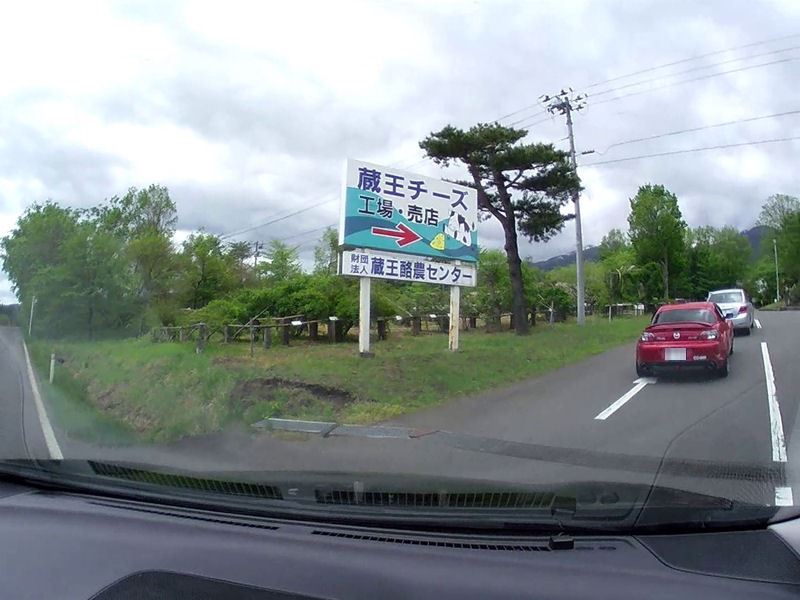 蔵王チーズ
工場・売店
財団
法人 蔵王酪農センター